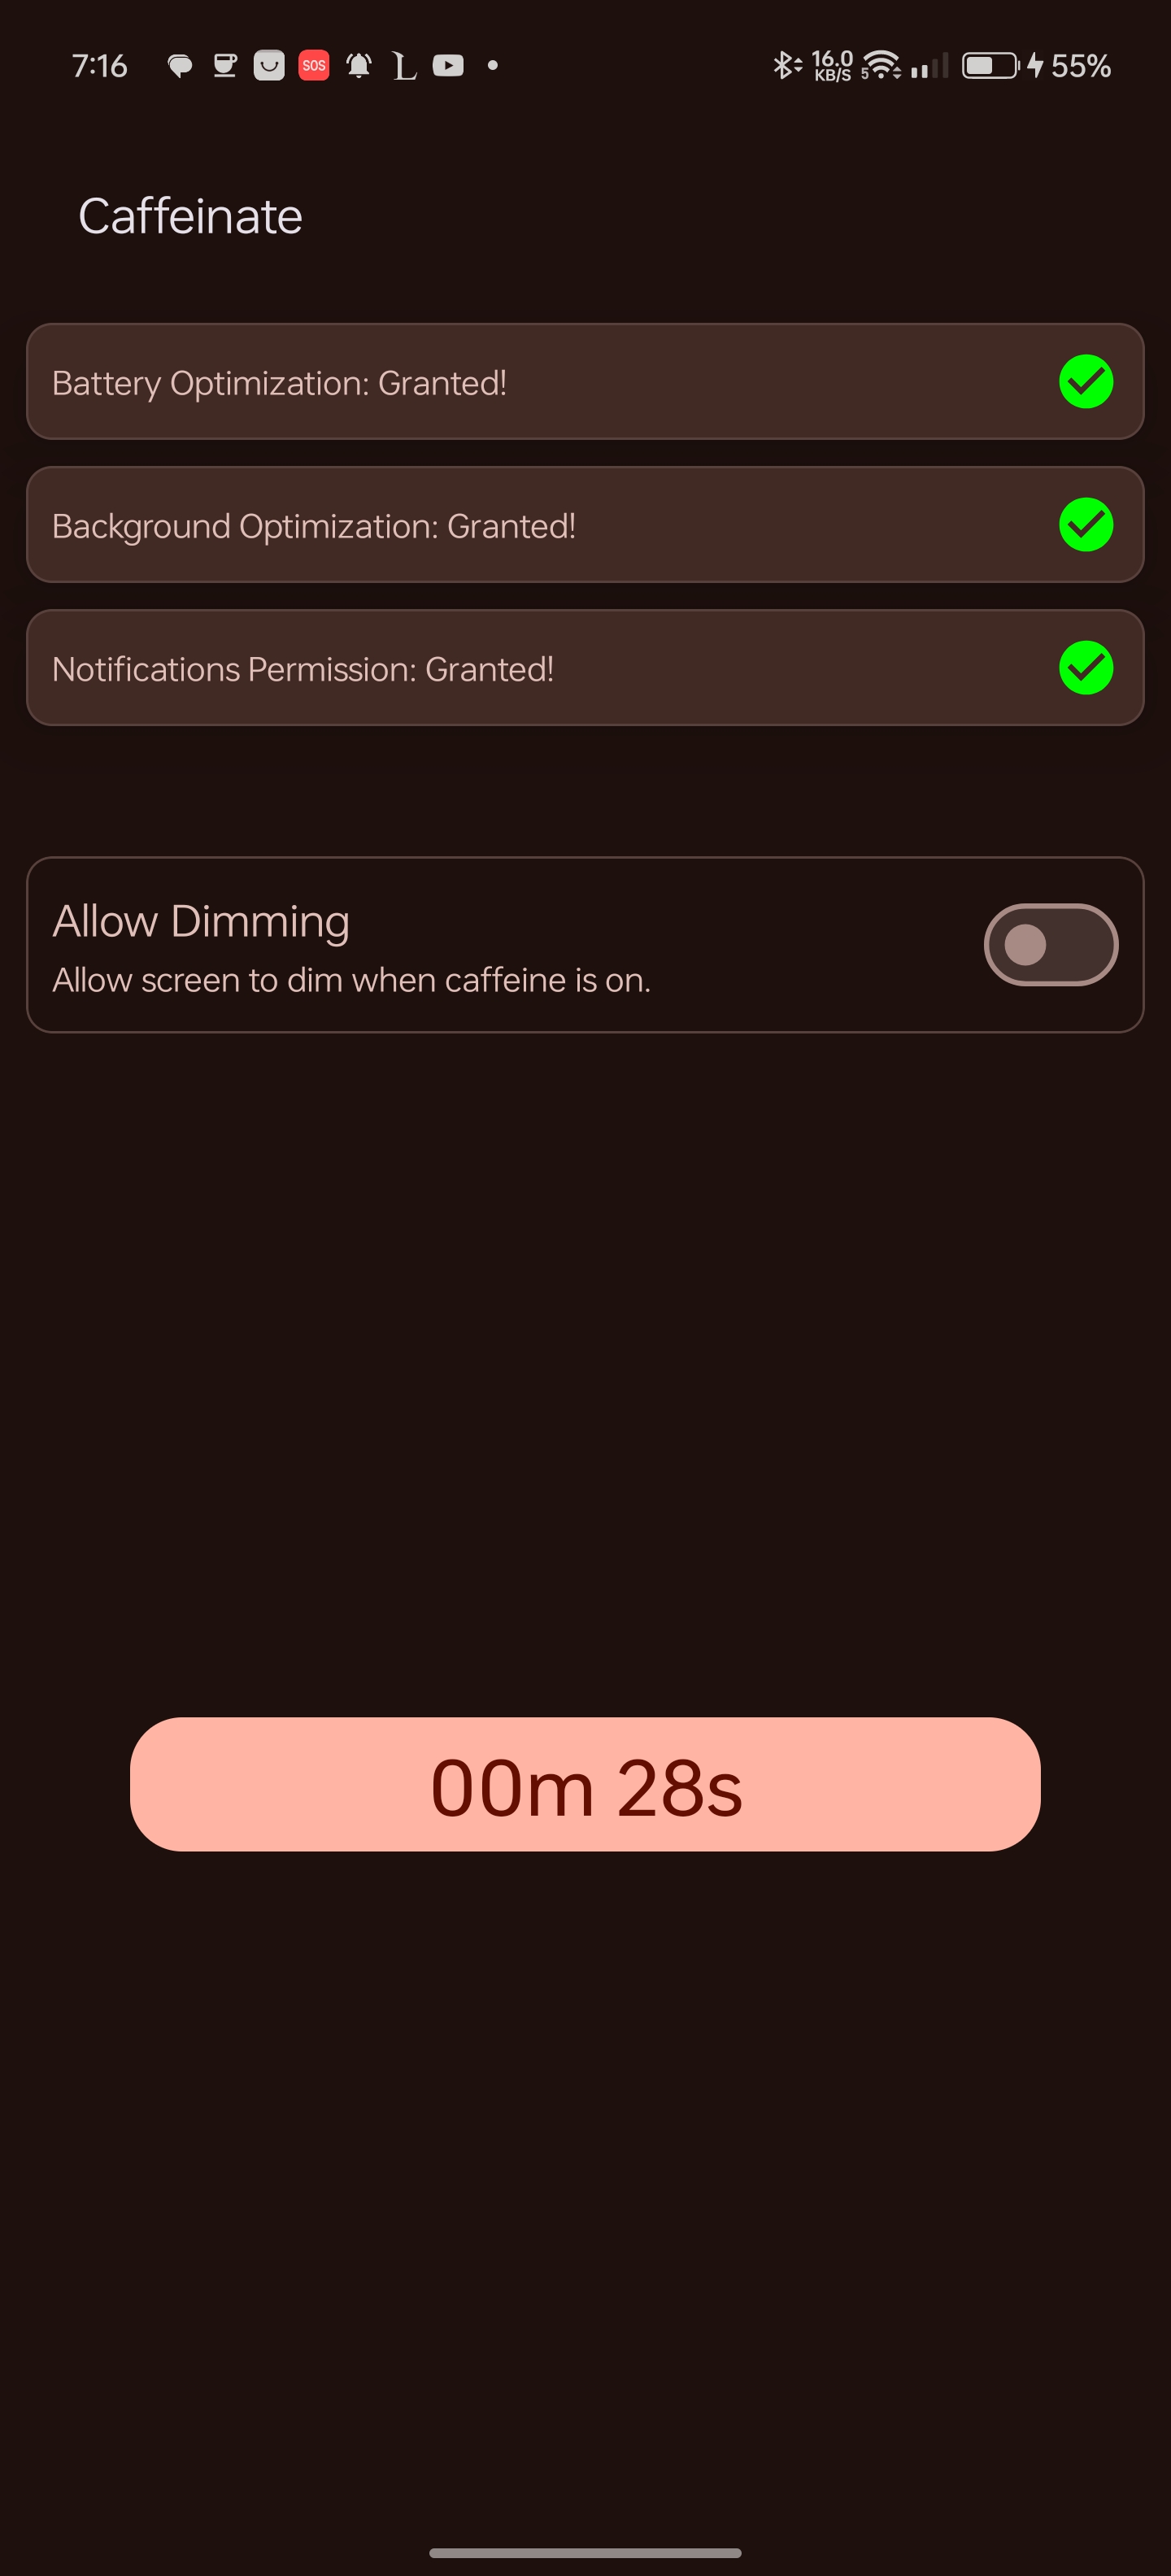 7:16 SOS L 16.0 KB/S 5 55%
Caffeinate
Battery Optimization: Granted!
Background Optimization: Granted!
Notifications Permission: Granted!
Allow Dimming
Allow screen to dim when caffeine is on.
00m 28s